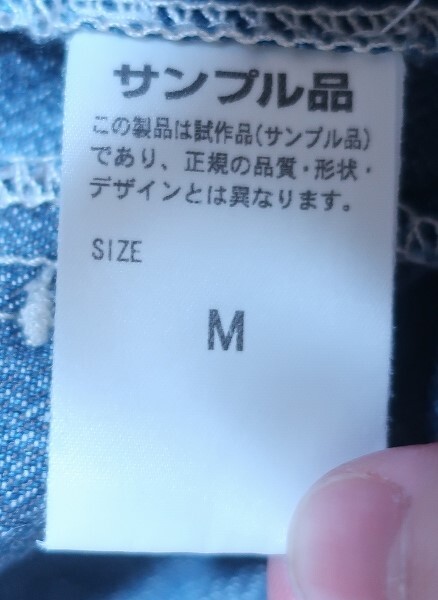 サンプル品
この製品は試作品(サンプル品)
であり、正規の品質・形状・
デザインとは異なります。
SIZE
M